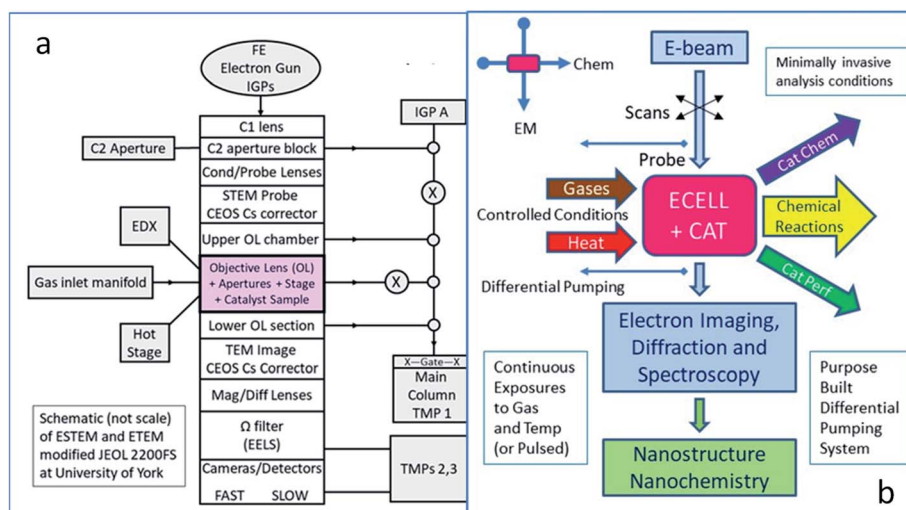 a
FE
Electron Gun
IGPs
IGP A
C1 lens
C2 Aperture
C2 aperture block
Cond/Probe Lenses
X
STEM Probe
CEOS Cs corrector
EDX
Upper OL chamber
Gas inlet manifold
Objective Lens (OL)
+ Apertures + Stage
+ Catalyst Sample
X
Hot
Stage
Lower OL section
TEM Image
CEOS Cs Corrector
X—Gate—X
Main
Column
TMP 1
Mag/Diff Lenses
Schematic (not scale)
of ESTEM and ETEM
modified JEOL 2200FS
at University of York
Ω filter
(EELS)
TMPs 2,3
Cameras/Detectors
FAST SLOW
E-beam
Chem
EM
Minimally invasive
analysis conditions
Scans
Probe
Cat Chem
Gases
Controlled Conditions
Heat
ECELL
+ CAT
Chemical
Reactions
Differential Pumping
Cat Perf
Electron Imaging,
Diffraction and
Spectroscopy
Continuous
Exposures
to Gas
and Temp
(or Pulsed)
Purpose
Built
Differential
Pumping
System
Nanostructure
Nanochemistry
b